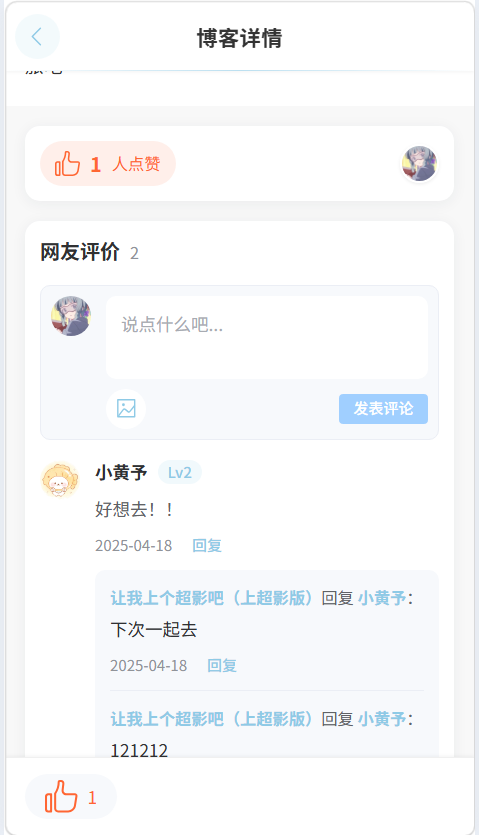 博客详情
1 人点赞
网友评价 2
说点什么吧...
发表评论
小黄予 Lv2
好想去！！
2025-04-18 回复
让我上个超影吧（上超影版）回复 小黄予：
下次一起去
2025-04-18 回复
让我上个超影吧（上超影版）回复 小黄予：
121212
1